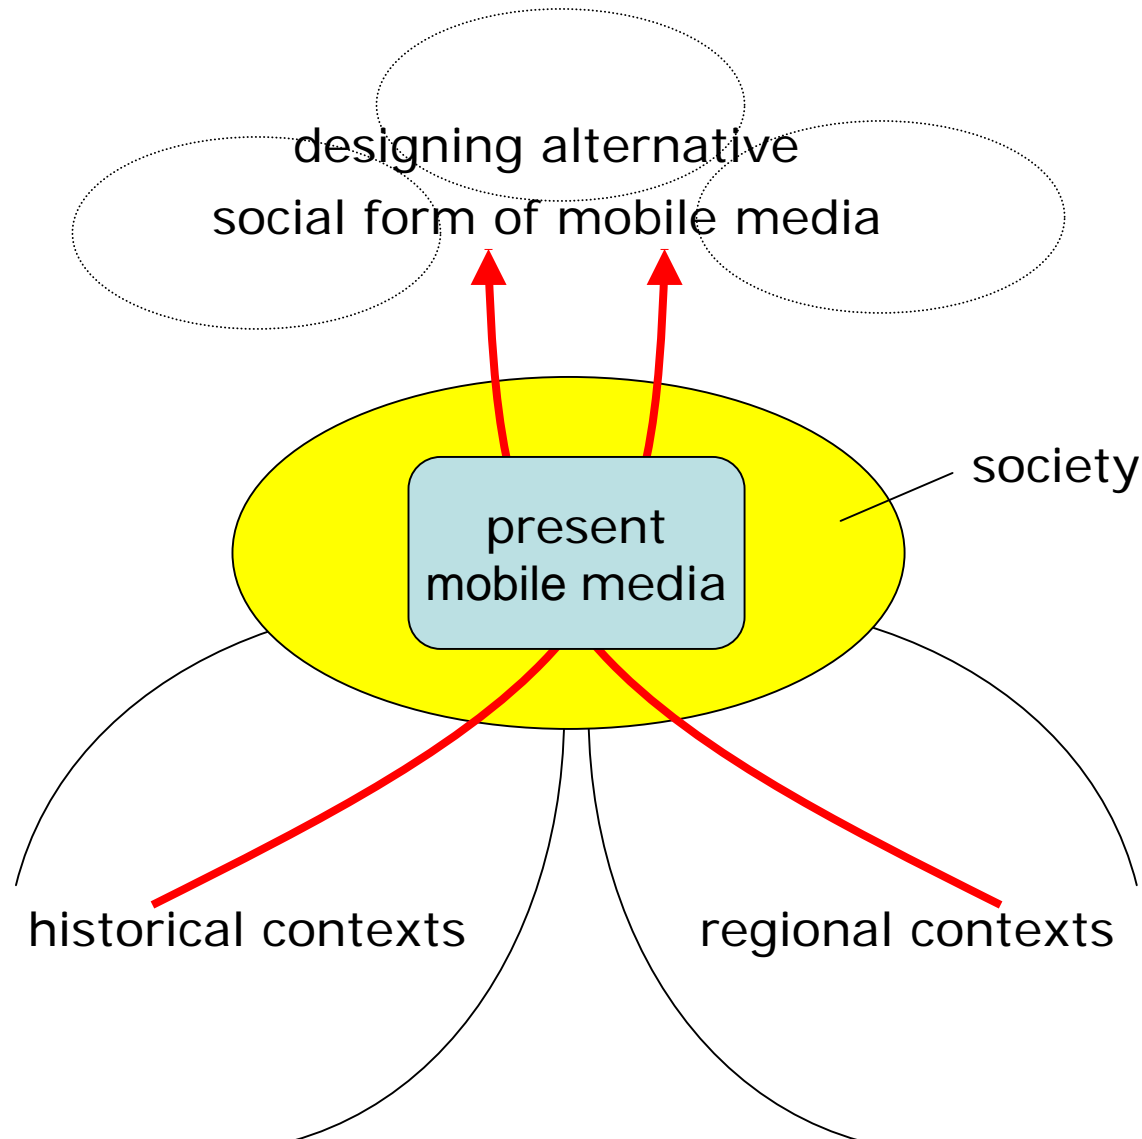 designing alternative
social form of mobile media
society
present
mobile media
historical contexts
regional contexts